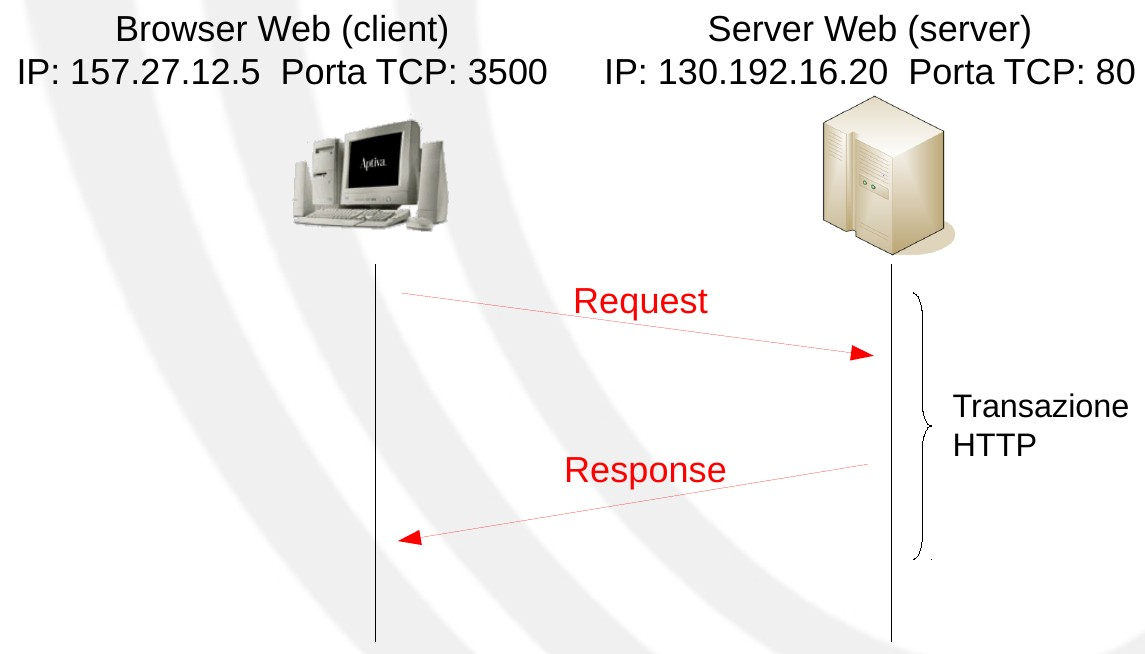 Browser Web (client)
IP: 157.27.12.5  Porta TCP: 3500
Server Web (server)
IP: 130.192.16.20  Porta TCP: 80
Aptiva
Request
Transazione
HTTP
Response